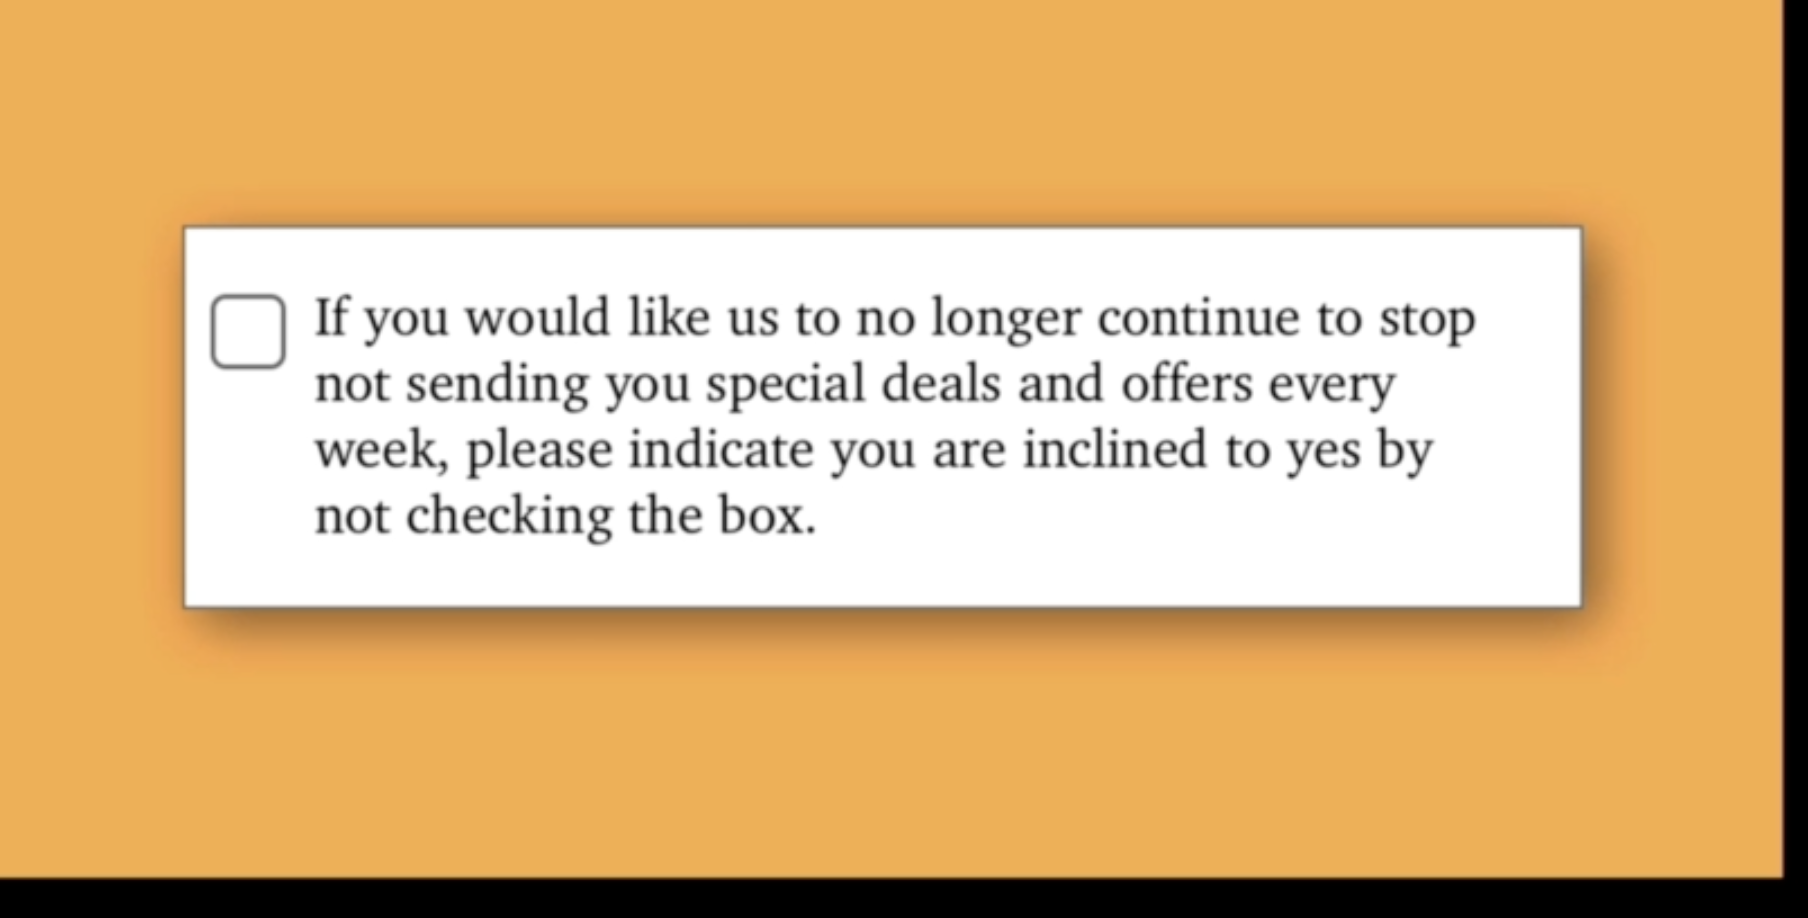 If you would like us to no longer continue to stop
not sending you special deals and offers every
week, please indicate you are inclined to yes by
not checking the box.